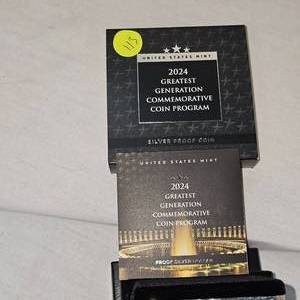 113
UNITED STATES MINT
2024
GREATEST
GENERATION
COMMEMORATIVE
COIN PROGRAM
SILVER PROOF COIN
UNITED STATES MINT
2024
GREATEST
GENERATION
COMMEMORATIVE
COIN PROGRAM
PROOF SILVER